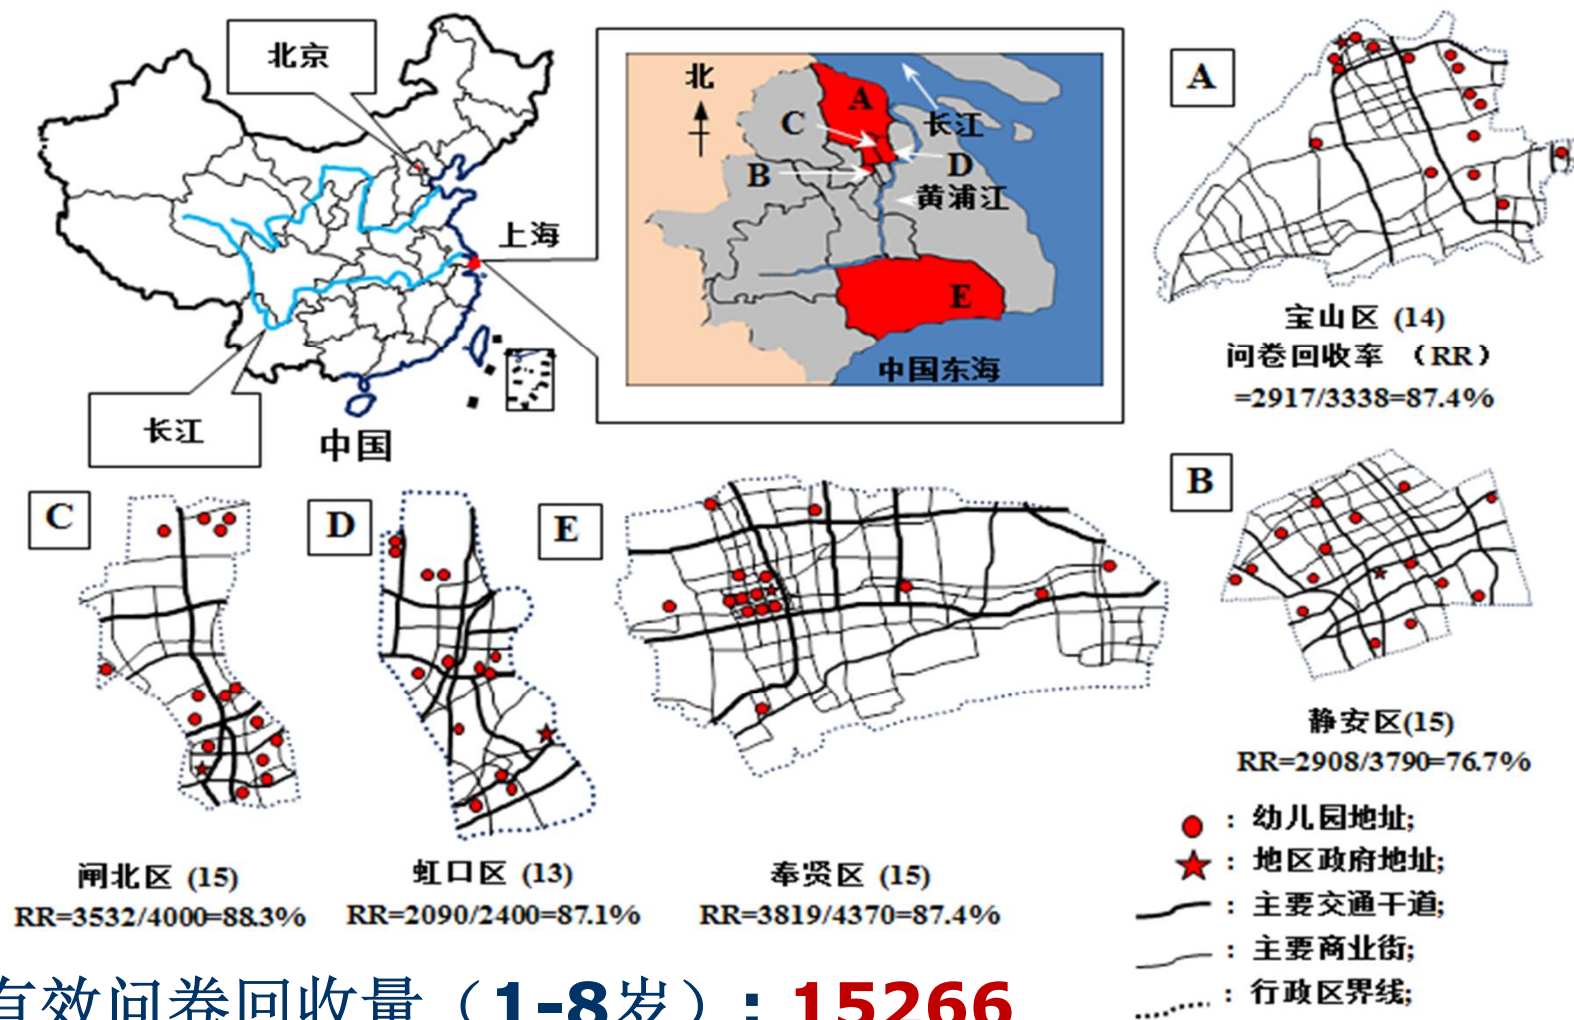 北京
上海
长江
中国
北
A
C
B
长江
D
黄浦江
E
中国东海
A
宝山区 (14)
问卷回收率 （RR）
=2917/3338=87.4%
B
静安区(15)
RR=2908/3790=76.7%
C
闸北区 (15)
RR=3532/4000=88.3%
D
虹口区 (13)
RR=2090/2400=87.1%
E
奉贤区 (15)
RR=3819/4370=87.4%
：幼儿园地址;
：地区政府地址;
：主要交通干道;
：主要商业街;
：行政区界线;
有效问卷回收量（1-8岁）: 15266